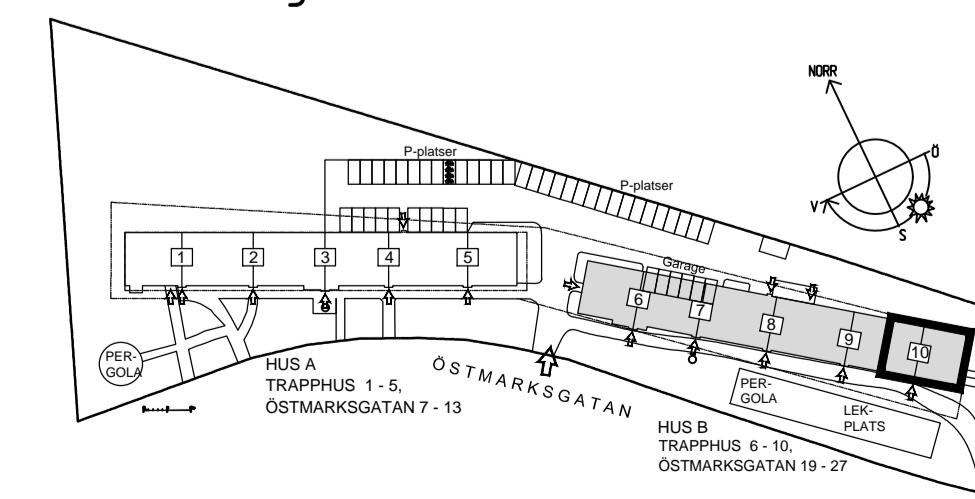 NORR
Ö
V
S
P-platser
P-platser
Garage
1
2
3
4
5
6
7
8
9
10
PER-
GOLA
HUS A
TRAPPHUS 1 - 5,
ÖSTMARKSGATAN 7 - 13
ÖSTMARKSGATAN
PER-
GOLA
LEK-
PLATS
HUS B
TRAPPHUS 6 - 10,
ÖSTMARKSGATAN 19 - 27